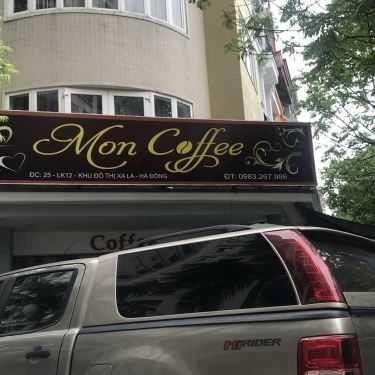 Mon Coffee
ĐC: 25 - LK12 - KHU ĐÔ THỊ XA LA - HÀ ĐÔNG ĐT: 0983.267.986
Coffee
HI RIDER